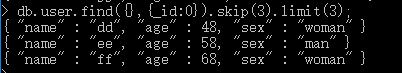 > db.user.find({},{_id:0}).skip(3).limit(3);
{ "name" : "dd", "age" : 48, "sex" : "woman" }
{ "name" : "ee", "age" : 58, "sex" : "man" }
{ "name" : "ff", "age" : 68, "sex" : "woman" }